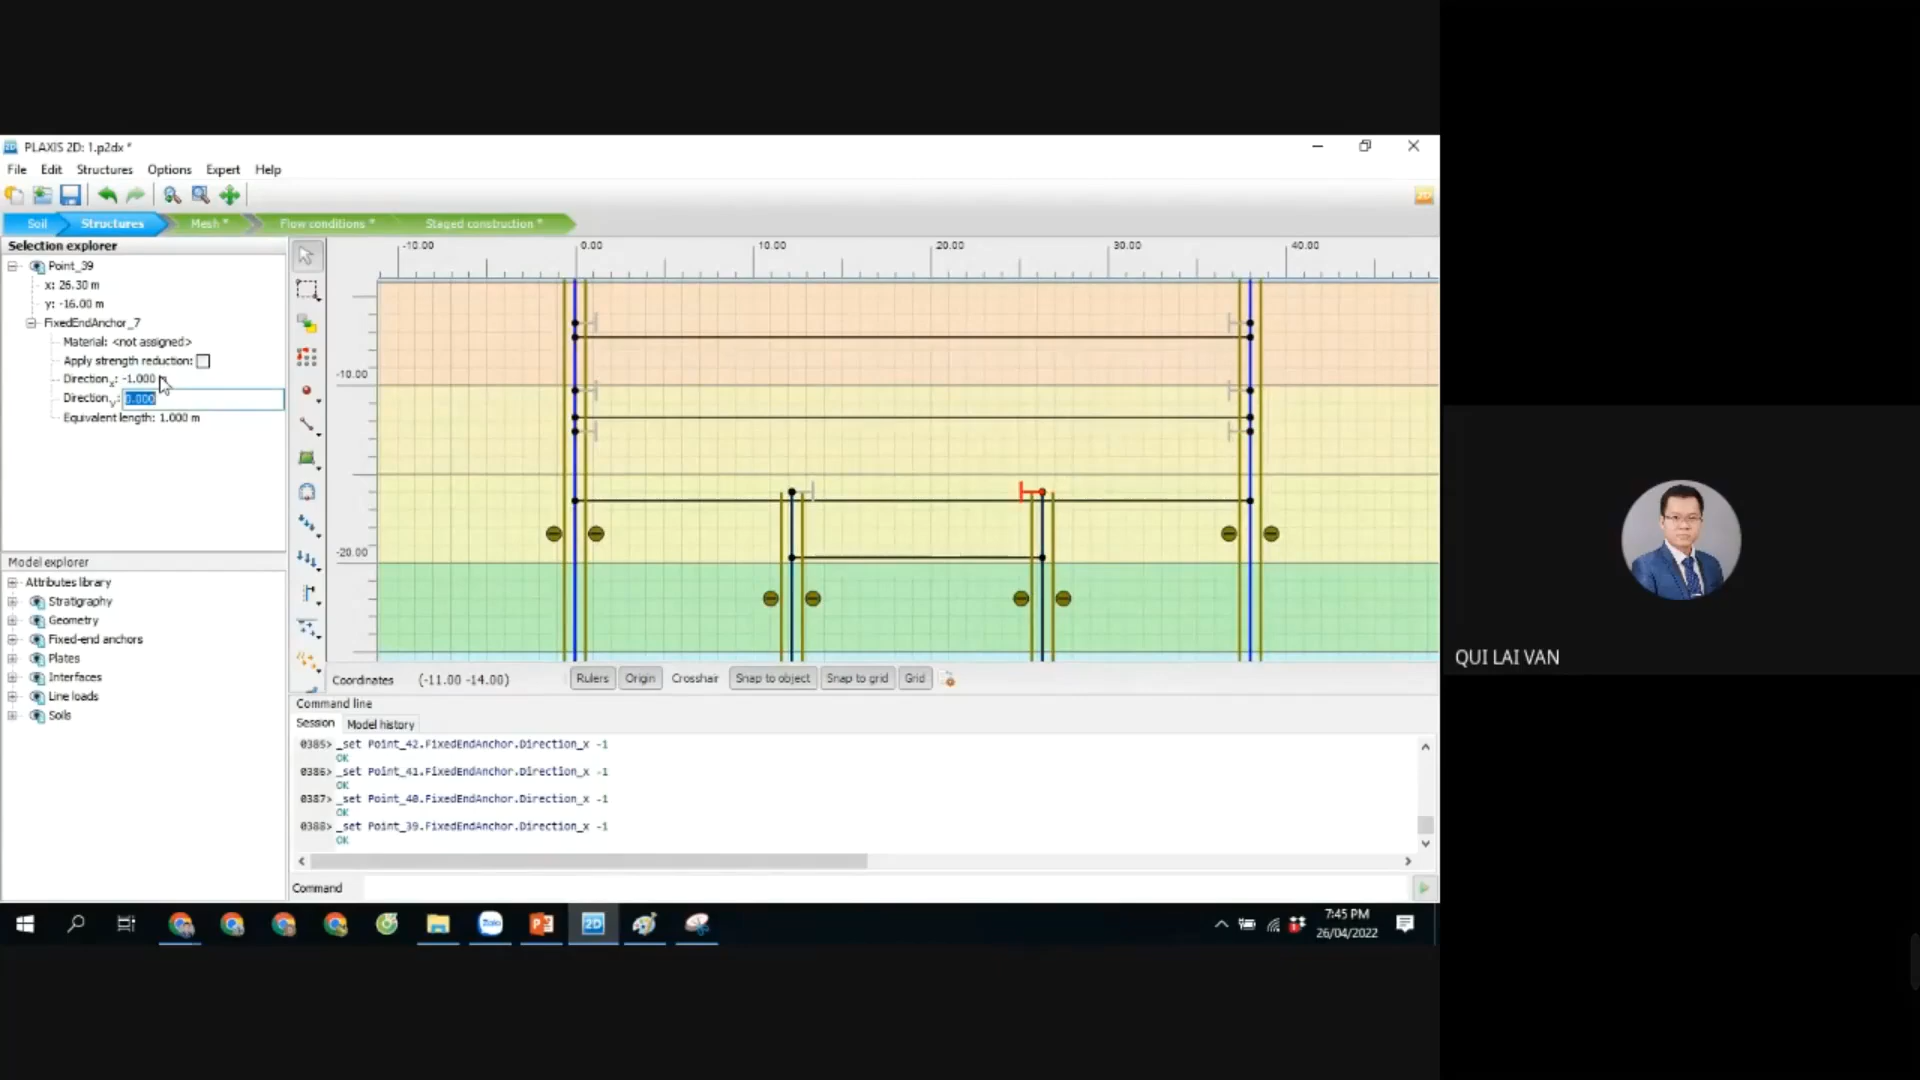 PLAXIS 2D: 1.p2dx *
File Edit Structures Options Expert Help
Soil Structures Mesh * Flow conditions * Staged construction *
Selection explorer
Point_39
x: 26.30 m
y: -16.00 m
FixedEndAnchor_7
Material: <not assigned>
Apply strength reduction:
Direction x: -1.000
Direction y: 0.000
Equivalent length: 1.000 m
Model explorer
Attributes library
Stratigraphy
Geometry
Fixed-end anchors
Plates
Interfaces
Line loads
Soils
-10.00 0.00 10.00 20.00 30.00 40.00
-10.00
-20.00
Coordinates (-11.00 -14.00) Rulers Origin Crosshair Snap to object Snap to grid Grid
Command line
Session Model history
0385> _set Point_42.FixedEndAnchor.Direction_x -1
OK
0386> _set Point_41.FixedEndAnchor.Direction_x -1
OK
0387> _set Point_40.FixedEndAnchor.Direction_x -1
OK
0388> _set Point_39.FixedEndAnchor.Direction_x -1
OK
Command
Zalo
2D
7:45 PM
26/04/2022
QUI LAI VAN